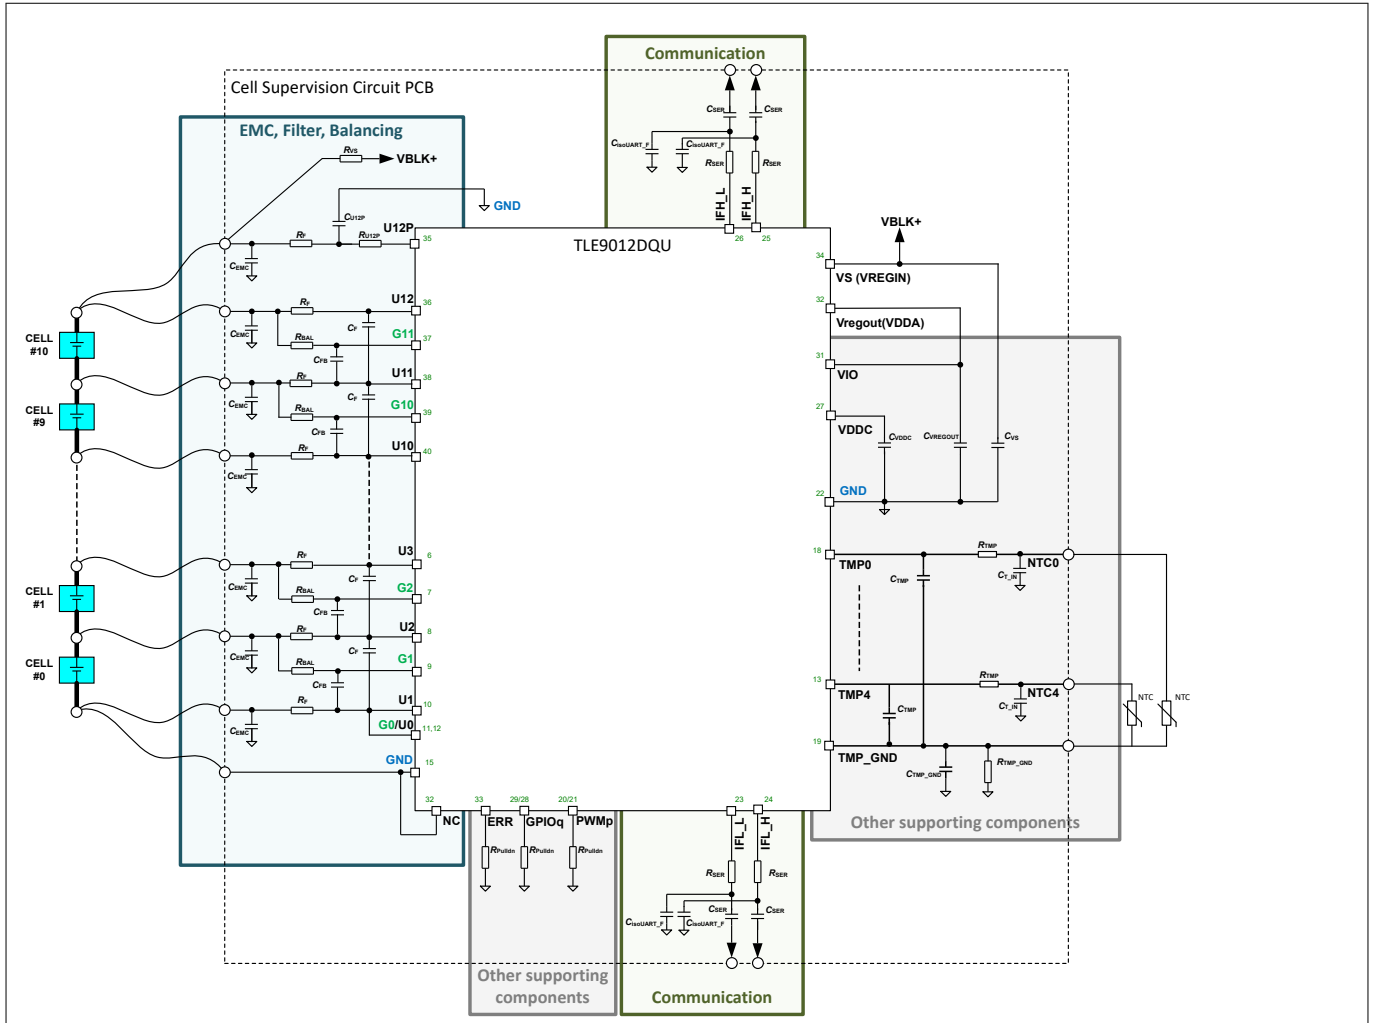 Communication
Cell Supervision Circuit PCB
CSER
CSER
EMC, Filter, Balancing
CisoUART_F
CisoUART_F
RVS
VBLK+
RSER
RSER
IFH_L
IFH_H
GND
CU12P
U12P
RF
RU12P
35
26
25
TLE9012DQU
VBLK+
CEMC
34
VS (VREGIN)
RF
U12
36
32
CEMC
CF
Vregout(VDDA)
CELL
#10
RBAL
G11
37
CFB
31
VIO
RF
U11
38
CEMC
CF
CELL
#9
RBAL
G10
39
27
VDDC
CFB
CVDDC
CVREGOUT
CVS
RF
U10
40
CEMC
22
GND
RF
U3
6
18
TMP0
RTMP
NTC0
CEMC
CF
CTMP
CT_IN
CELL
#1
RBAL
G2
7
CFB
RF
U2
8
CEMC
CF
CELL
#0
RBAL
G1
9
CFB
13
TMP4
RTMP
NTC4
NTC
NTC
RF
U1
10
CTMP
CT_IN
CEMC
G0/U0
11,12
19
TMP_GND
GND
15
CTMP_GND
RTMP_GND
32
NC
33
ERR
29/28
GPIOq
20/21
PWMp
23
24
IFL_L
IFL_H
Other supporting components
RPulldn
RPulldn
RPulldn
RSER
RSER
CSER
CSER
CisoUART_F
CisoUART_F
Other supporting
components
Communication